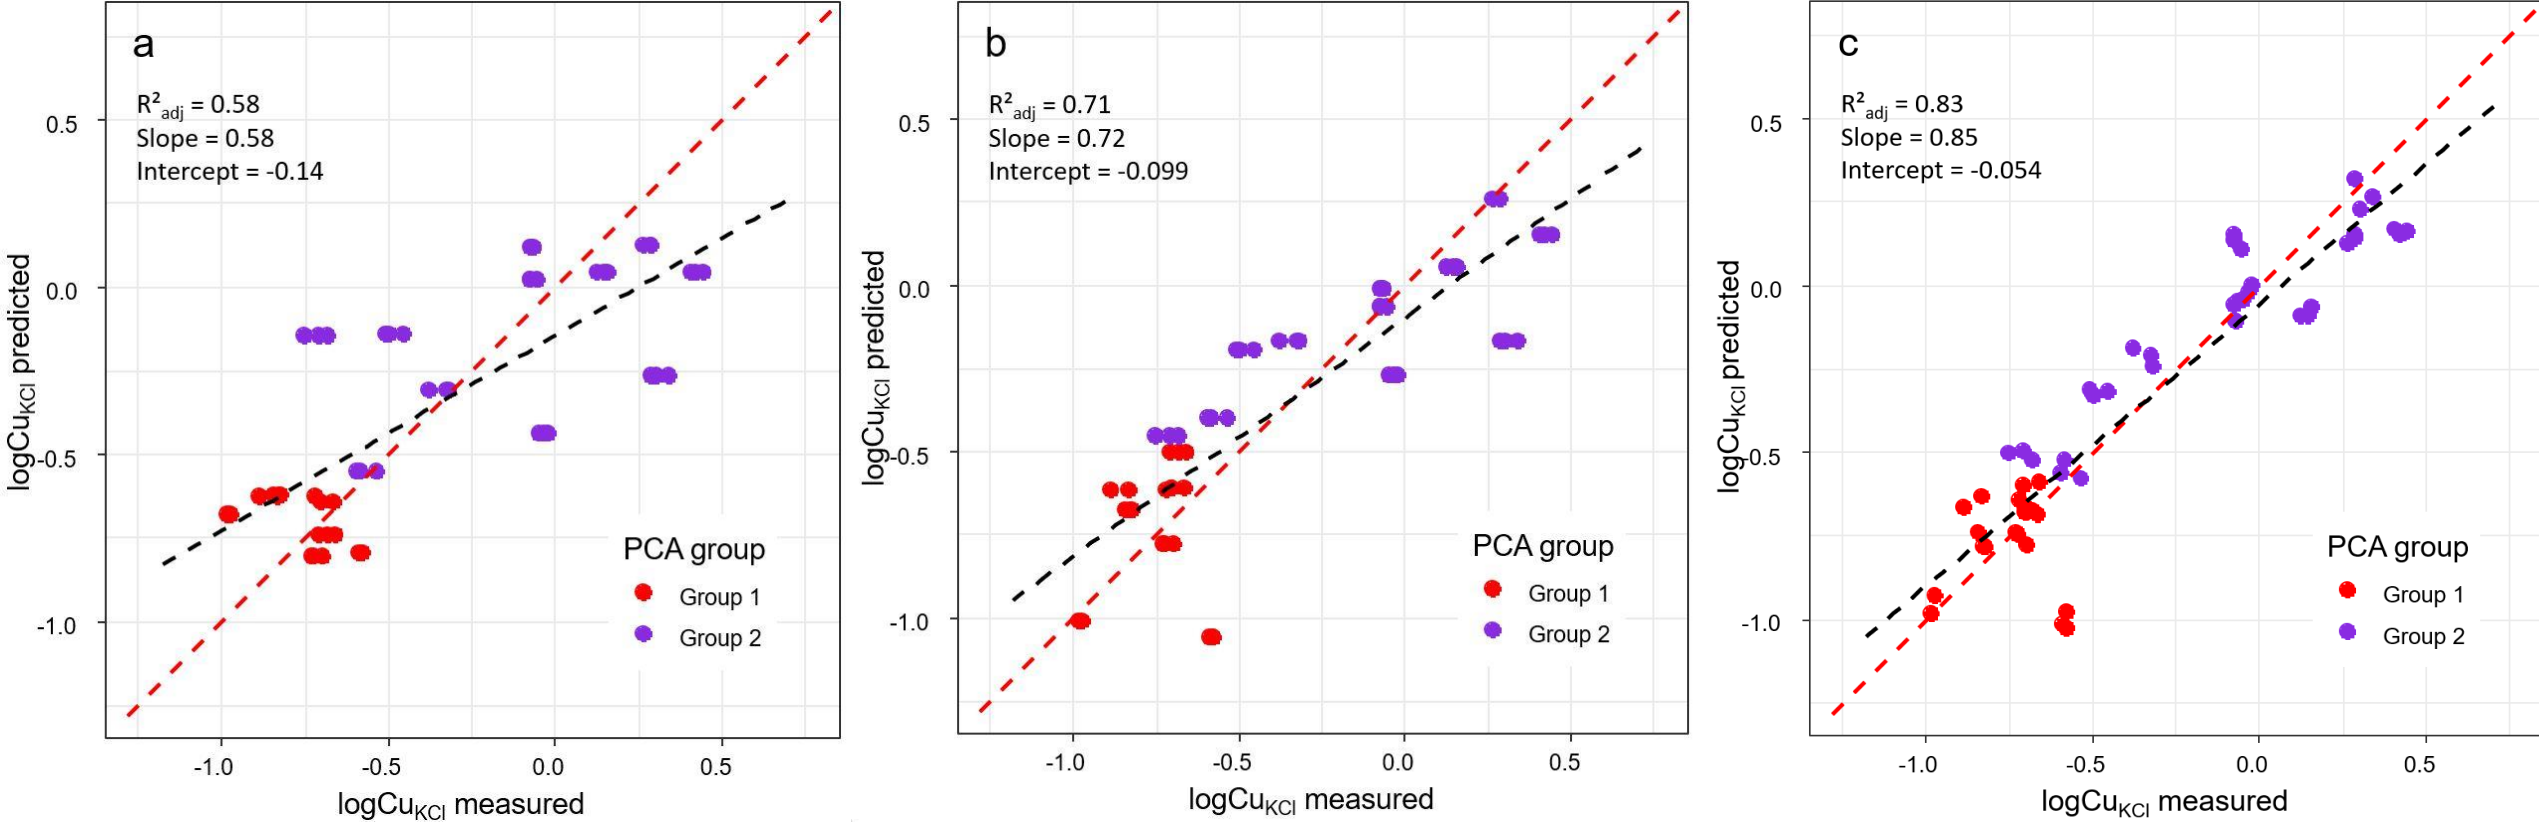 a
R²adj = 0.58
Slope = 0.58
Intercept = -0.14
0.5
0.0
-0.5
-1.0
logCuKCl predicted
PCA group
Group 1
Group 2
-1.0 -0.5 0.0 0.5
logCuKCl measured
b
R²adj = 0.71
Slope = 0.72
Intercept = -0.099
0.5
0.0
-0.5
-1.0
logCuKCl predicted
PCA group
Group 1
Group 2
-1.0 -0.5 0.0 0.5
logCuKCl measured
c
R²adj = 0.83
Slope = 0.85
Intercept = -0.054
0.5
0.0
-0.5
-1.0
logCuKCl predicted
PCA group
Group 1
Group 2
-1.0 -0.5 0.0 0.5
logCuKCl measured